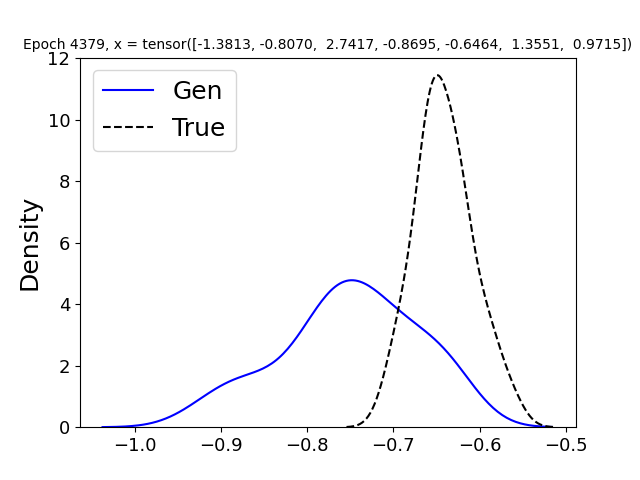 Epoch 4379, x = tensor([-1.3813, -0.8070,  2.7417, -0.8695, -0.6464,  1.3551,  0.9715])
12
10
8
6
4
2
0
Density
Gen
True
−1.0 −0.9 −0.8 −0.7 −0.6 −0.5